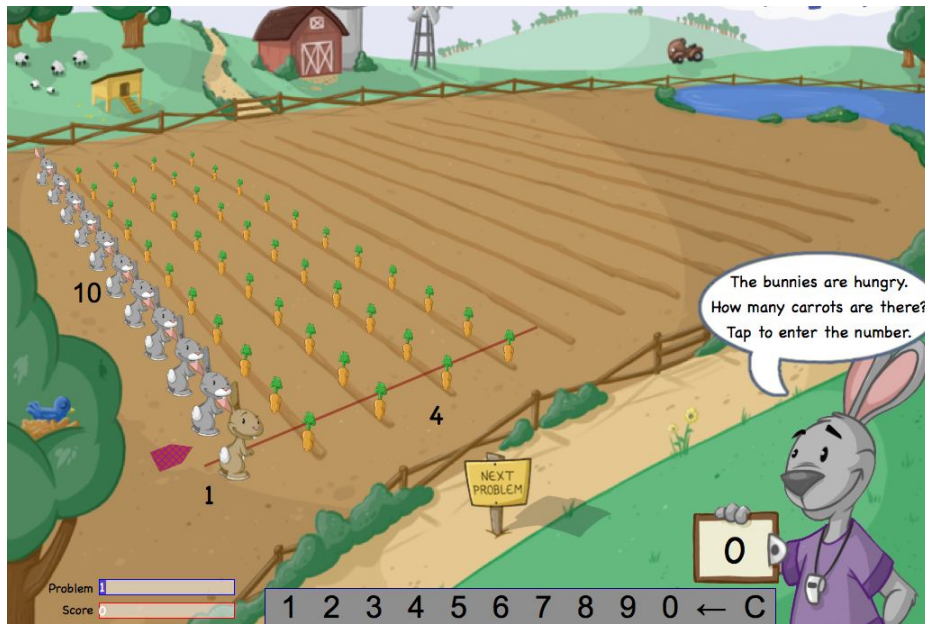 10
4
1
The bunnies are hungry.
How many carrots are there?
Tap to enter the number.
NEXT
PROBLEM
0
Problem 1
Score 0
1 2 3 4 5 6 7 8 9 0 ← C